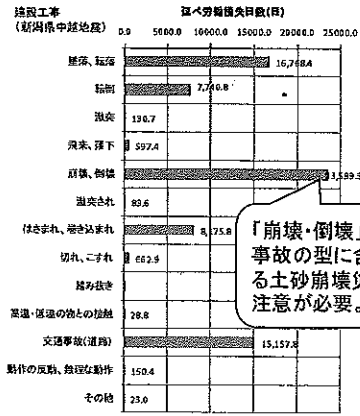 建設工事
(新潟県中越地震)
延べ労働損失日数(日)
0.0 5000.0 10000.0 15000.0 20000.0 25000.0
墜落、転落 16,768.4
転倒
激突 130.7
飛来、落下 597.4
崩壊、倒壊
激突され 83.6
はさまれ、巻き込まれ 8,175.8
切れ、こすれ 662.9
踏み抜き
高温・低温の物との接触 28.8
交通事故(道路) 15,157.8
動作の反動、無理な動作 150.4
その他 23.0
「崩壊・倒壊」
事故の型に含
る土砂崩壊災
注意が必要。